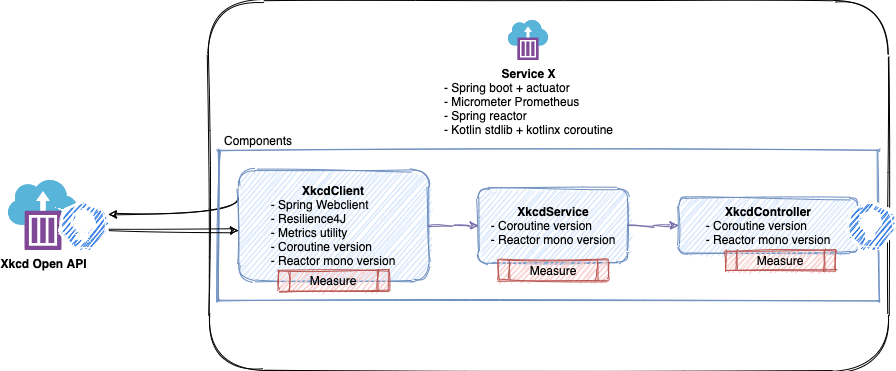 Service X
- Spring boot + actuator
- Micrometer Prometheus
- Spring reactor
- Kotlin stdlib + kotlinx coroutine
Components
Xkcd Open API
XkcdClient
- Spring Webclient
- Resilience4J
- Metrics utility
- Coroutine version
- Reactor mono version
Measure
XkcdService
- Coroutine version
- Reactor mono version
Measure
XkcdController
- Coroutine version
- Reactor mono version
Measure